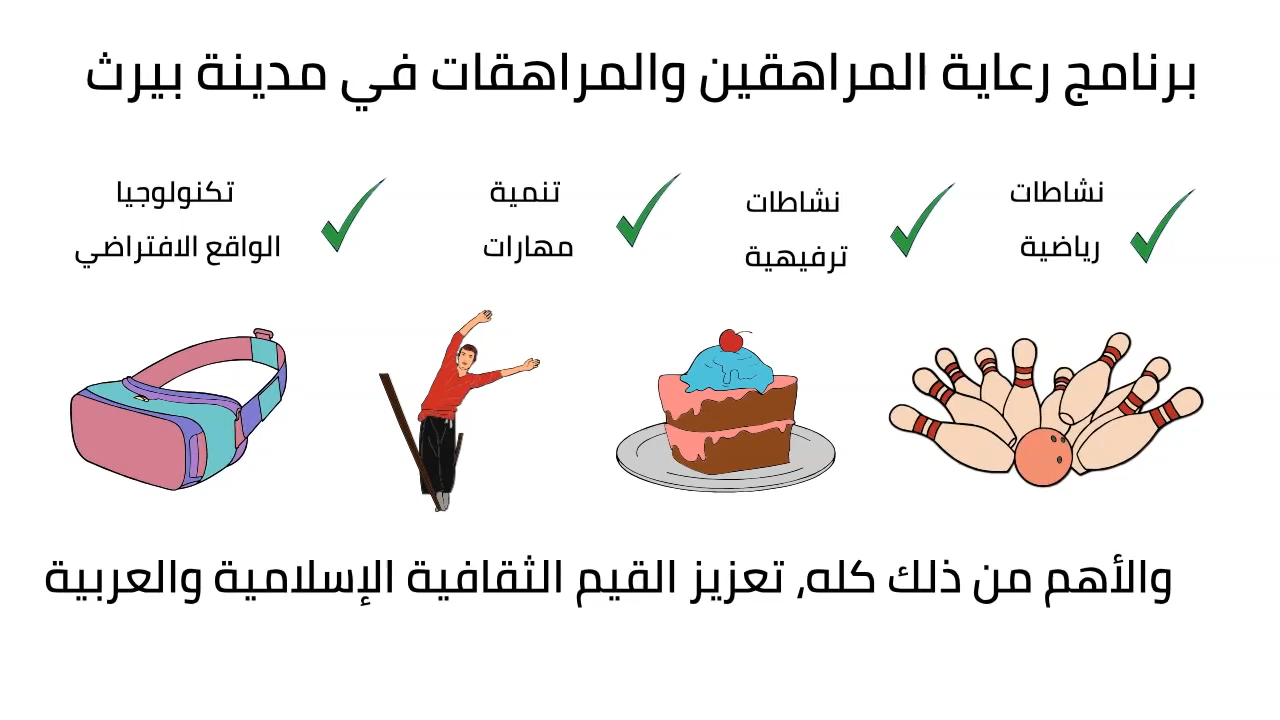 برنامج رعاية المراهقين والمراهقات في مدينة بيرث
نشاطات
رياضية
نشاطات
ترفيهية
تنمية
مهارات
تكنولوجيا
الواقع الافتراضي
والأهم من ذلك كله, تعزيز القيم الثقافية الإسلامية والعربية